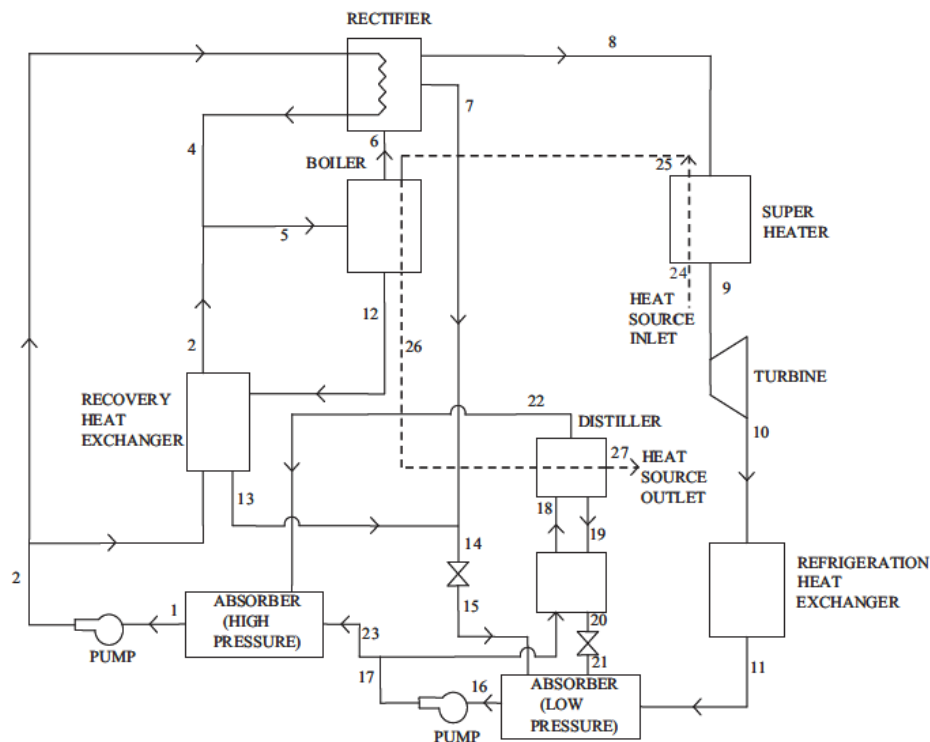 RECTIFIER
8
7
6
4
BOILER
25
5
SUPER
HEATER
24
9
12
HEAT
SOURCE
INLET
2
26
RECOVERY
HEAT
EXCHANGER
TURBINE
22
DISTILLER
10
27
HEAT
SOURCE
OUTLET
13
18
19
14
2
REFRIGERATION
HEAT
EXCHANGER
1
ABSORBER
(HIGH
PRESSURE)
15
20
23
21
PUMP
17
16
11
ABSORBER
(LOW
PRESSURE)
PUMP